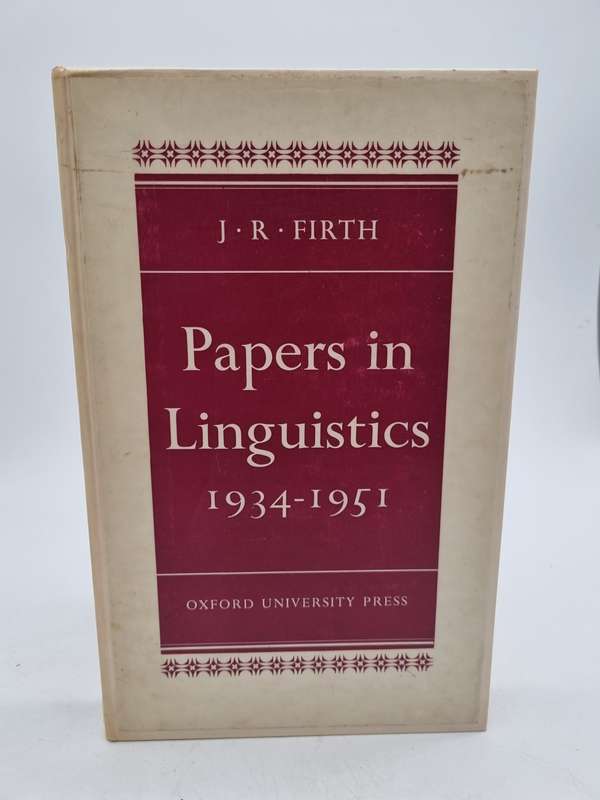 J · R · FIRTH
Papers in
Linguistics
1934-1951
OXFORD UNIVERSITY PRESS